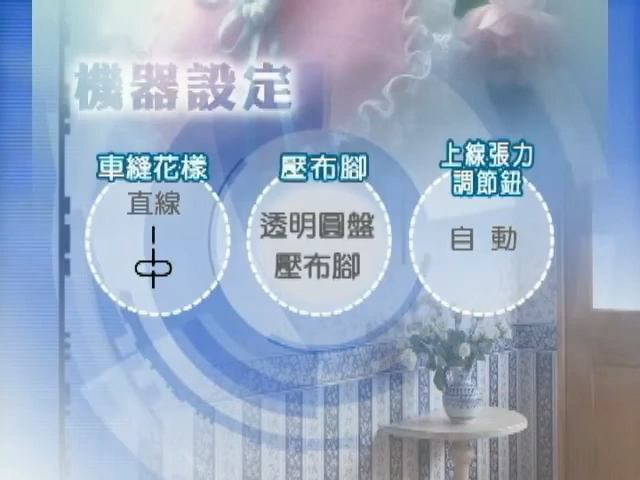 機器設定
車縫花樣
直線
壓布腳
透明圓盤
壓布腳
上線張力
調節鈕
自動